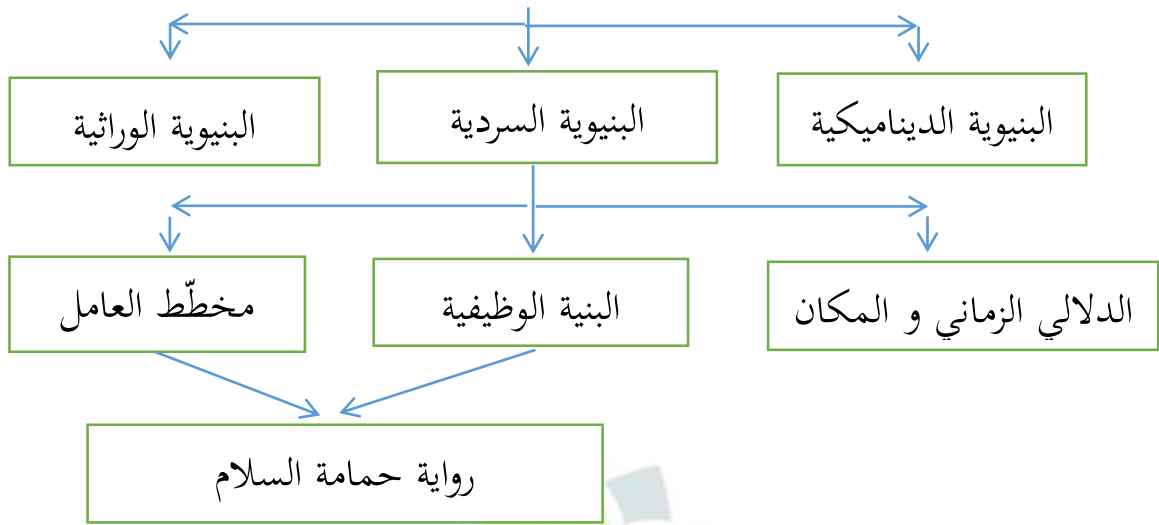 البنيوية الديناميكية
البنيوية السردية
البنيوية الوراثية
الدلالي الزماني و المكان
البنية الوظيفية
مخطّط العامل
رواية حمامة السلام